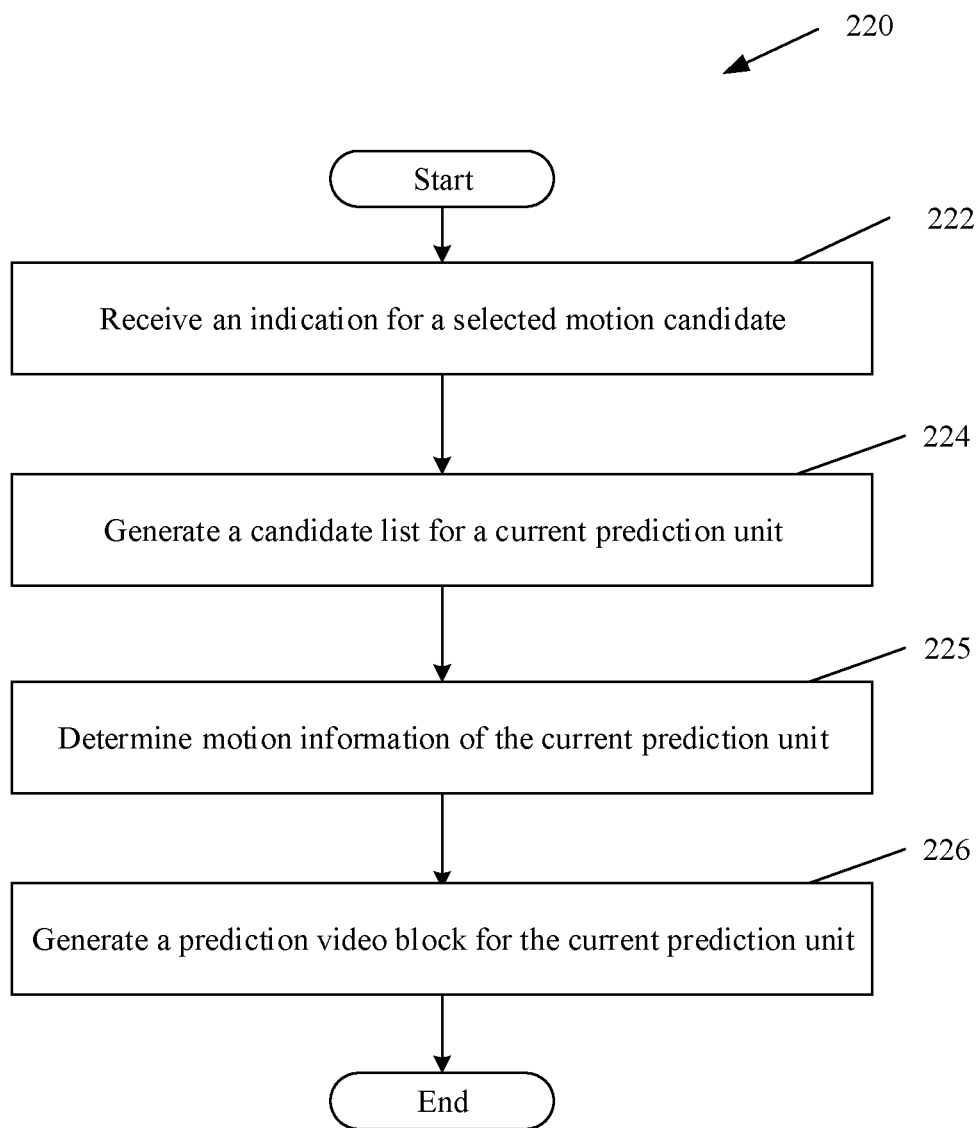 220
Start
222
Receive an indication for a selected motion candidate
224
Generate a candidate list for a current prediction unit
225
Determine motion information of the current prediction unit
226
Generate a prediction video block for the current prediction unit
End